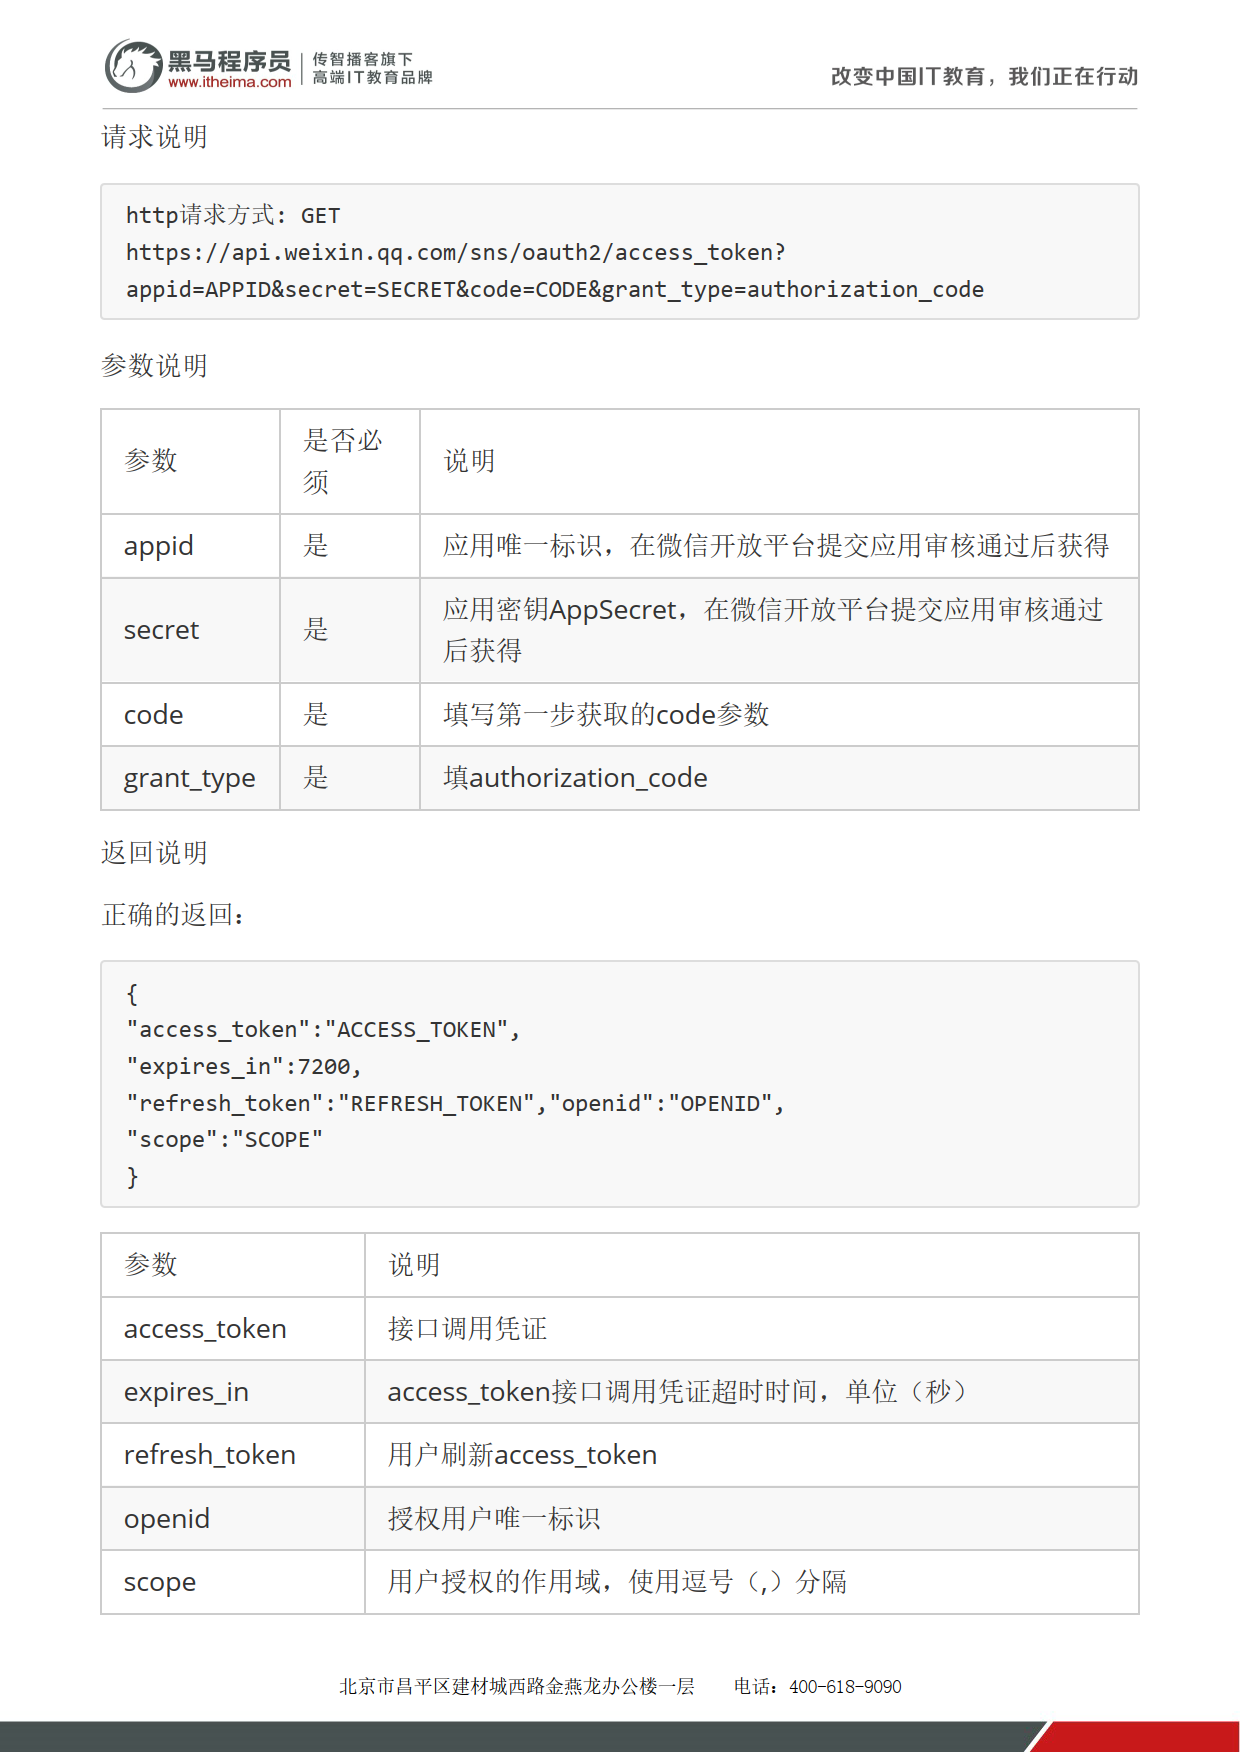 黑马程序员
www.itheima.com
传智播客旗下
高端IT教育品牌
改变中国IT教育，我们正在行动
请求说明
http请求方式: GET
https://api.weixin.qq.com/sns/oauth2/access_token?
appid=APPID&secret=SECRET&code=CODE&grant_type=authorization_code
参数说明
参数 是否必须 说明
appid 是 应用唯一标识，在微信开放平台提交应用审核通过后获得
secret 是 应用密钥AppSecret，在微信开放平台提交应用审核通过
后获得
code 是 填写第一步获取的code参数
grant_type 是 填authorization_code
返回说明
正确的返回：
{
"access_token":"ACCESS_TOKEN",
"expires_in":7200,
"refresh_token":"REFRESH_TOKEN","openid":"OPENID",
"scope":"SCOPE"
}
参数 说明
access_token 接口调用凭证
expires_in access_token接口调用凭证超时时间，单位（秒）
refresh_token 用户刷新access_token
openid 授权用户唯一标识
scope 用户授权的作用域，使用逗号（,）分隔
北京市昌平区建材城西路金燕龙办公楼一层 电话：400-618-9090